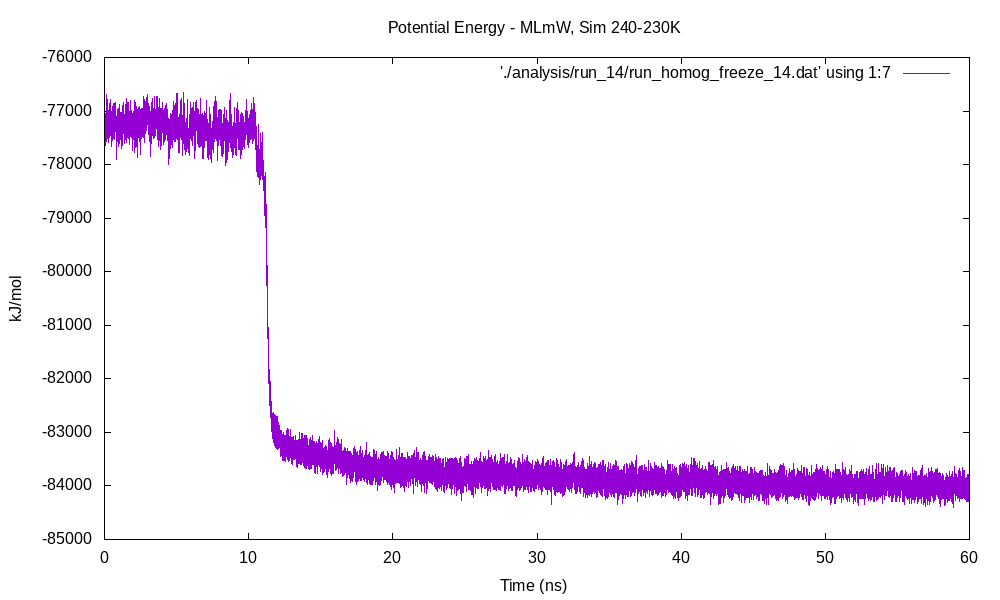 Potential Energy - MLmW, Sim 240-230K
'./analysis/run_14/run_homog_freeze_14.dat' using 1:7
-76000
-77000
-78000
-79000
-80000
-81000
-82000
-83000
-84000
-85000
kJ/mol
0 10 20 30 40 50 60
Time (ns)